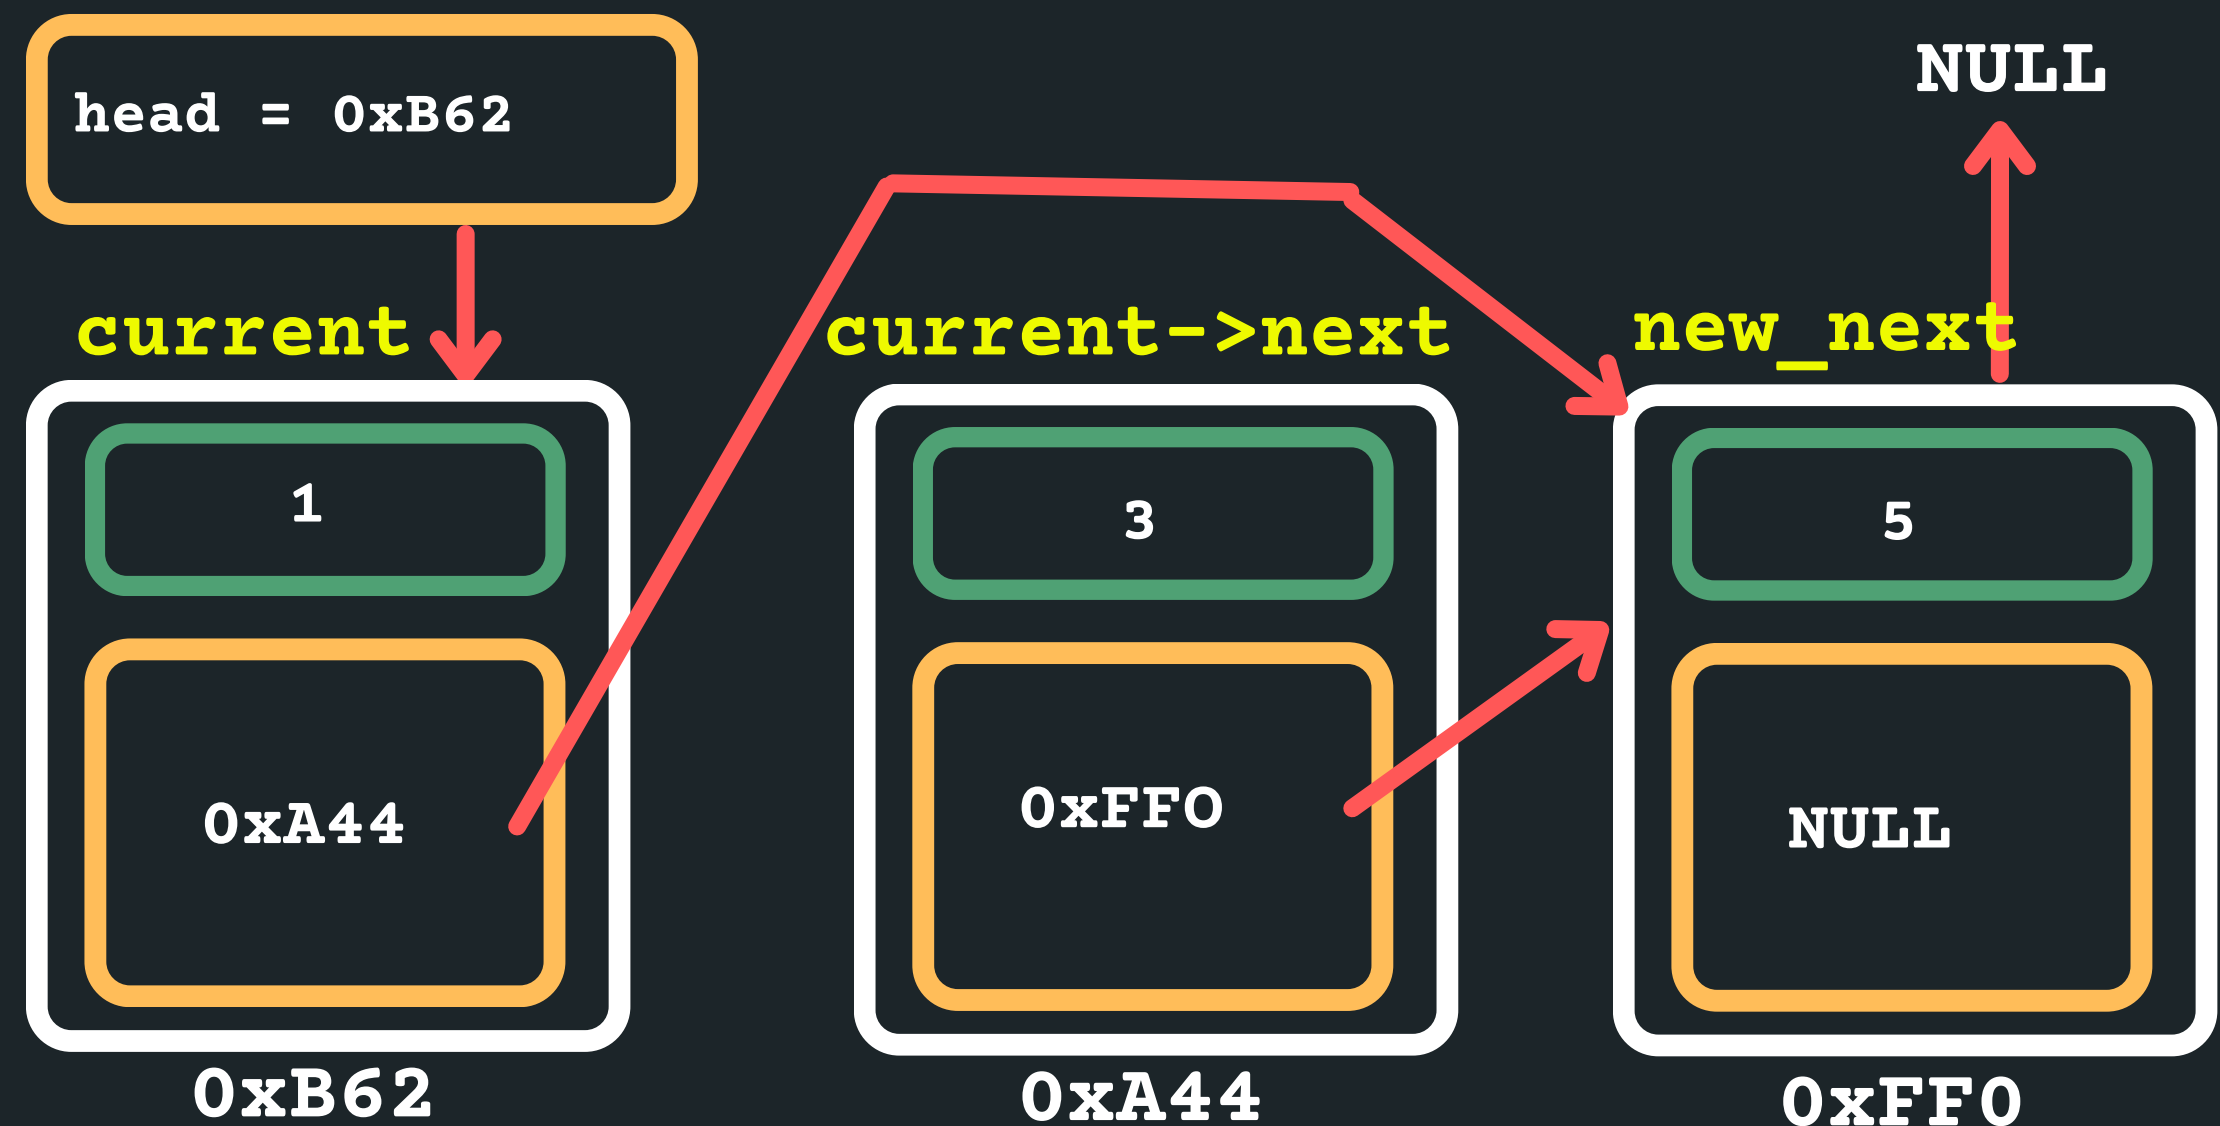 head = 0xB62
NULL
current
current->next
new_next
1
3
5
0xA44
0xFFO
NULL
0xB62
0xA44
0xFF0